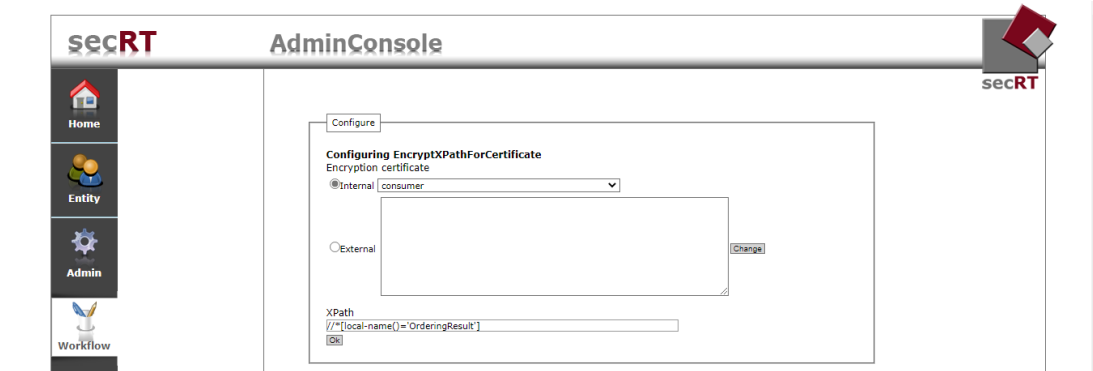 secRT AdminConsole
secRT
Home
Entity
Admin
Workflow
Configure
Configuring EncryptXPathForCertificate
Encryption certificate
Internal consumer
External Change
XPath
//*[local-name()='OrderingResult']
Ok